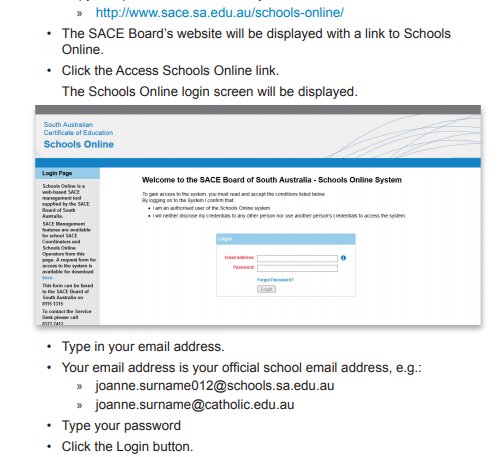 » http://www.sace.sa.edu.au/schools-online/
• The SACE Board's website will be displayed with a link to Schools
Online.
• Click the Access Schools Online link.
The Schools Online login screen will be displayed.
South Australian
Certificate of Education
Schools Online
Login Page
Schools Online is a
web-based SACE
management tool
supplied by the SACE
Board of South
Australia.
SACE Management
features are available
for school SACE
Coordinators and
Schools Online
Operators from this
page. A request form for
access to the system is
available for download
here.
This form can be faxed
to the SACE Board of
South Australia on
8115 1315
To contact the Service
Desk please call
Welcome to the SACE Board of South Australia - Schools Online System
To gain access to the system, you must read and accept the conditions listed below
By logging on to the System I confirm that:
• I am an authorised user of the Schools Online system.
• I will neither disclose my credentials to any other person nor use another person's credentials to access the system
Login
Email Address:
Password:
Forgot Password?
Login
• Type in your email address.
• Your email address is your official school email address, e.g.:
» joanne.surname012@schools.sa.edu.au
» joanne.surname@catholic.edu.au
• Type your password
• Click the Login button.